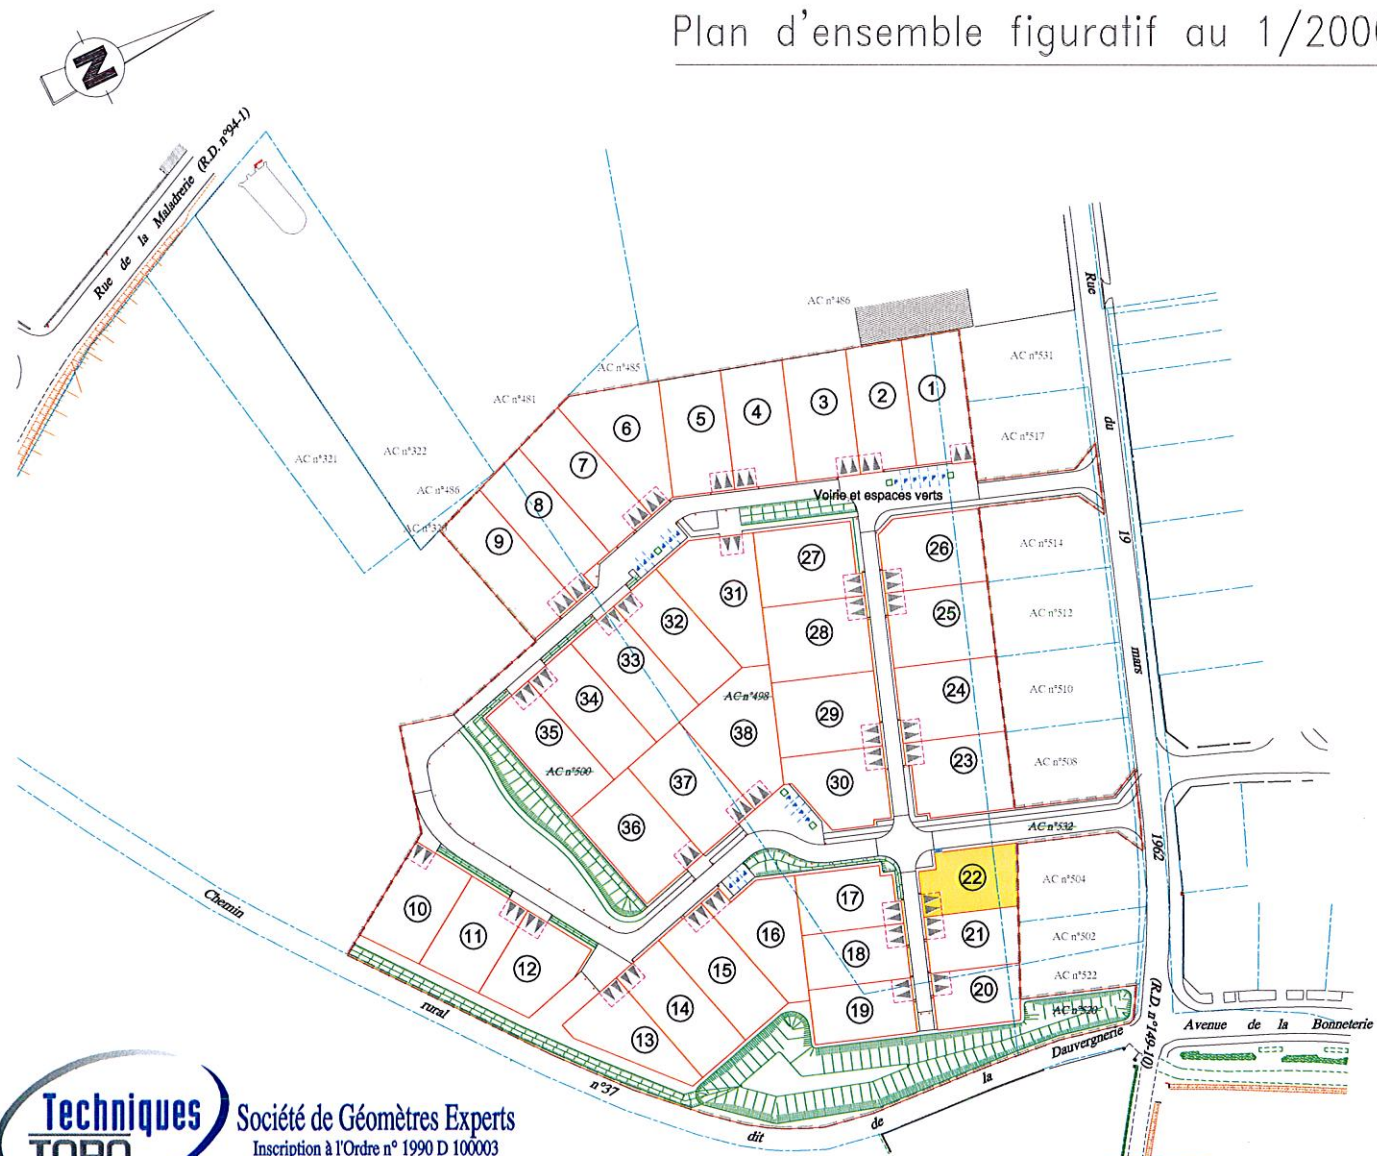 Plan d'ensemble figuratif au 1/2000
N
Rue de la Maladrerie (R.D. n°94-1)
AC n°486
Rue du 19 mars 1962 (R.D. n°149-10)
AC n°531
AC n°485
AC n°481
AC n°517
AC n°321
AC n°322
AC n°486
1
2
3
4
5
6
7
8
9
Voirie et espaces verts
AC n°514
AC n°512
AC n°510
AC n°508
26
25
24
23
27
28
29
30
31
32
33
34
35
36
37
38
AC n°498
AC n°500
AC n°532
22
21
20
AC n°504
AC n°502
AC n°522
AC n°520
17
18
19
16
15
14
13
10
11
12
Chemin rural n°37 dit de la Dauvergnerie
Avenue de la Bonneterie
Techniques
TOPO
Société de Géomètres Experts
Inscription à l'Ordre n° 1990 D 100003